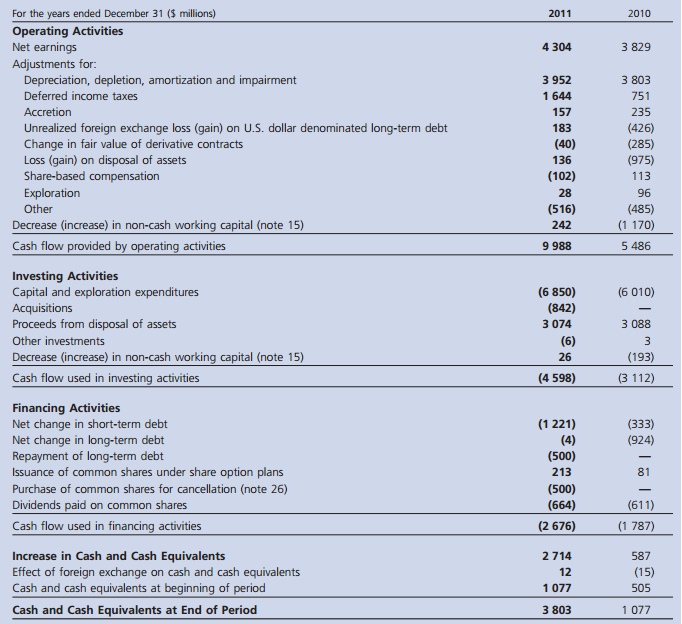 For the years ended December 31 ($ millions) 2011 2010
Operating Activities
Net earnings 4 304 3 829
Adjustments for:
Depreciation, depletion, amortization and impairment 3 952 3 803
Deferred income taxes 1 644 751
Accretion 157 235
Unrealized foreign exchange loss (gain) on U.S. dollar denominated long-term debt 183 (426)
Change in fair value of derivative contracts (40) (285)
Loss (gain) on disposal of assets 136 (975)
Share-based compensation (102) 113
Exploration 28 96
Other (516) (485)
Decrease (increase) in non-cash working capital (note 15) 242 (1 170)
Cash flow provided by operating activities 9 988 5 486
Investing Activities
Capital and exploration expenditures (6 850) (6 010)
Acquisitions (842) —
Proceeds from disposal of assets 3 074 3 088
Other investments (6) 3
Decrease (increase) in non-cash working capital (note 15) 26 (193)
Cash flow used in investing activities (4 598) (3 112)
Financing Activities
Net change in short-term debt (1 221) (333)
Net change in long-term debt (4) (924)
Repayment of long-term debt (500) —
Issuance of common shares under share option plans 213 81
Purchase of common shares for cancellation (note 26) (500) —
Dividends paid on common shares (664) (611)
Cash flow used in financing activities (2 676) (1 787)
Increase in Cash and Cash Equivalents 2 714 587
Effect of foreign exchange on cash and cash equivalents 12 (15)
Cash and cash equivalents at beginning of period 1 077 505
Cash and Cash Equivalents at End of Period 3 803 1 077